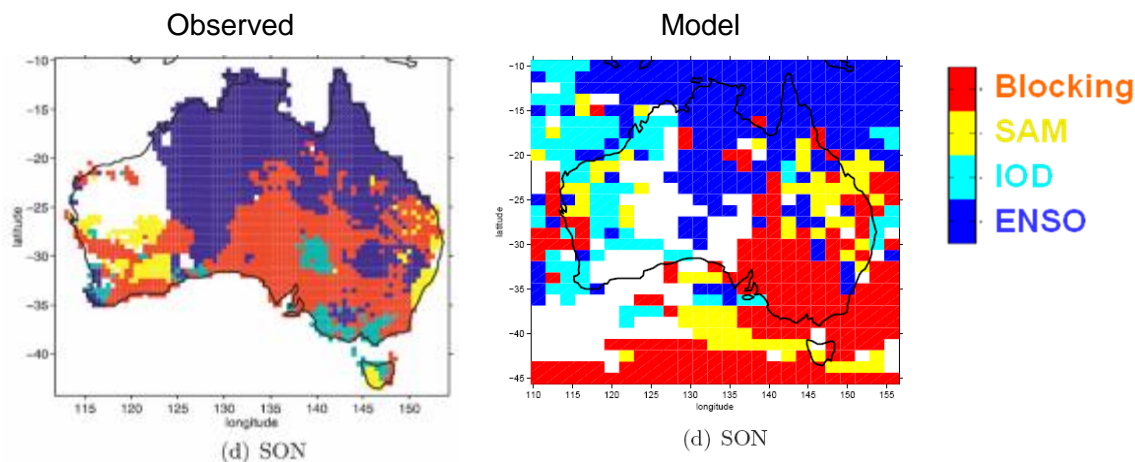 Observed
Model
−10
−15
−20
−25
−30
−35
−40
latitude
115 120 125 130 135 140 145 150
longitude
(d) SON
−10
−15
−20
−25
−30
−35
−40
−45
latitude
110 115 120 125 130 135 140 145 150 155
longitude
(d) SON
Blocking
SAM
IOD
ENSO